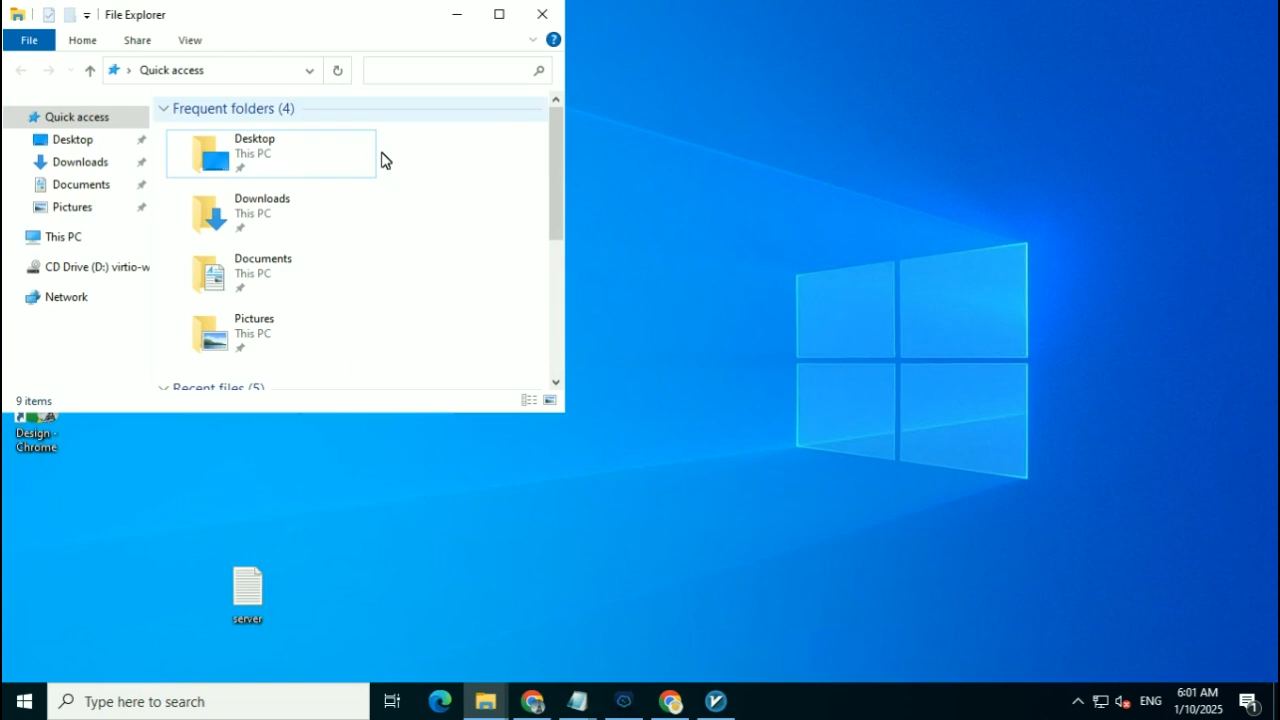 File Explorer
File
Home
Share
View
Quick access
Quick access
Desktop
Downloads
Documents
Pictures
This PC
CD Drive (D:) virtio-w
Network
Frequent folders (4)
Desktop
This PC
Downloads
This PC
Documents
This PC
Pictures
This PC
Recent files (5)
9 items
Design -
Chrome
server
Type here to search
ENG
6:01 AM
1/10/2025
1